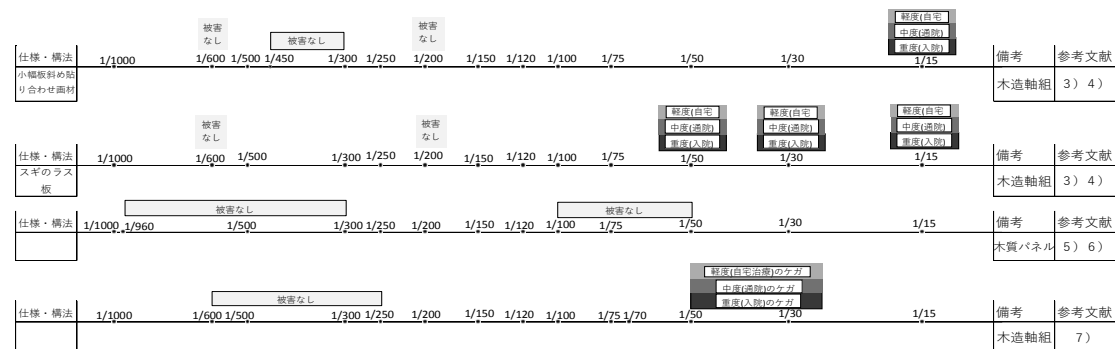 被害
なし
被害なし
被害
なし
軽度(自宅
中度(通院)
重度(入院)
仕様・構法 1/1000 1/600 1/500 1/450 1/300 1/250 1/200 1/150 1/120 1/100 1/75 1/50 1/30 1/15 備考 参考文献
小幅板斜め貼
り合わせ画材
木造軸組 3）4）
被害
なし
被害
なし
軽度(自宅 軽度(自宅 軽度(自宅
中度(通院) 中度(通院) 中度(通院)
重度(入院) 重度(入院) 重度(入院)
仕様・構法 1/1000 1/600 1/500 1/300 1/250 1/200 1/150 1/120 1/100 1/75 1/50 1/30 1/15 備考 参考文献
スギのラス
板
木造軸組 3）4）
被害なし 被害なし
仕様・構法 1/1000 1/960 1/500 1/300 1/250 1/200 1/150 1/120 1/100 1/75 1/50 1/30 1/15 備考 参考文献
木質パネル 5）6）
軽度(自宅治療)のケガ
中度(通院)のケガ
重度(入院)のケガ
被害なし
仕様・構法 1/1000 1/600 1/500 1/300 1/250 1/200 1/150 1/120 1/100 1/75 1/70 1/50 1/30 1/15 備考 参考文献
木造軸組 7）